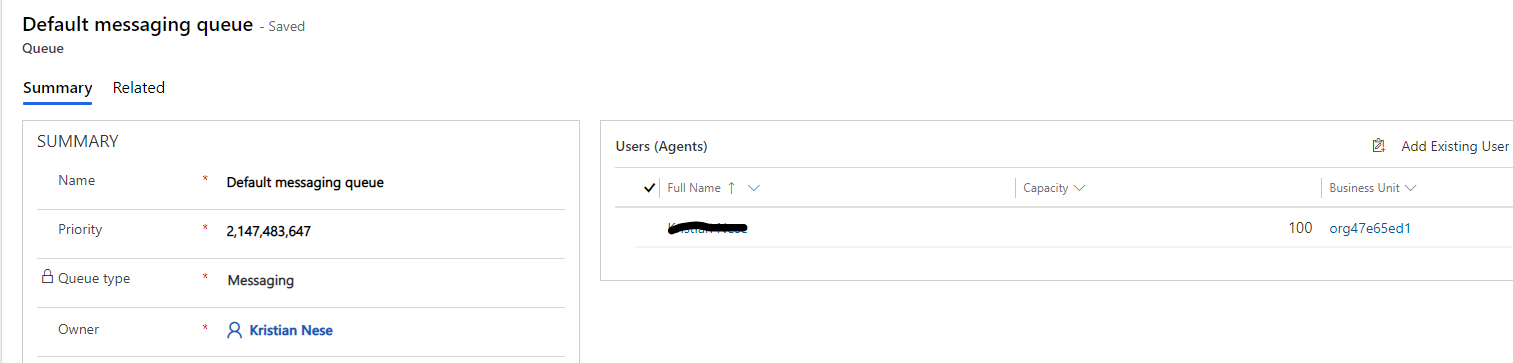 Default messaging queue - Saved
Queue
Summary Related
SUMMARY
Name * Default messaging queue
Priority * 2,147,483,647
Queue type * Messaging
Owner * Kristian Nese
Users (Agents) Add Existing User
Full Name ↑ Capacity Business Unit
100 org47e65ed1